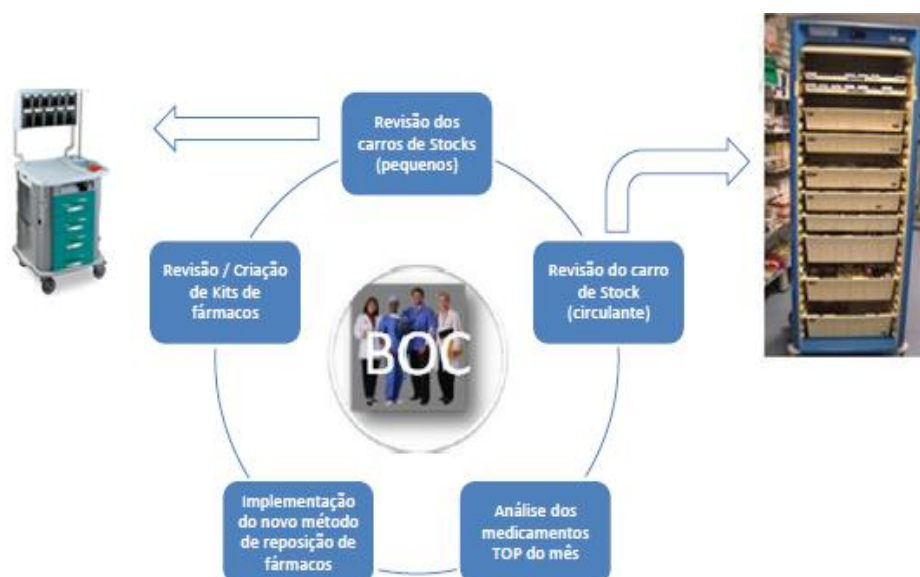 Revisão dos
carros de Stocks
(pequenos)
Revisão / Criação
de Kits de
fármacos
Revisão do carro
de Stock
(circulante)
BOC
Implementação
do novo método
de reposição de
fármacos
Análise dos
medicamentos
TOP do mês